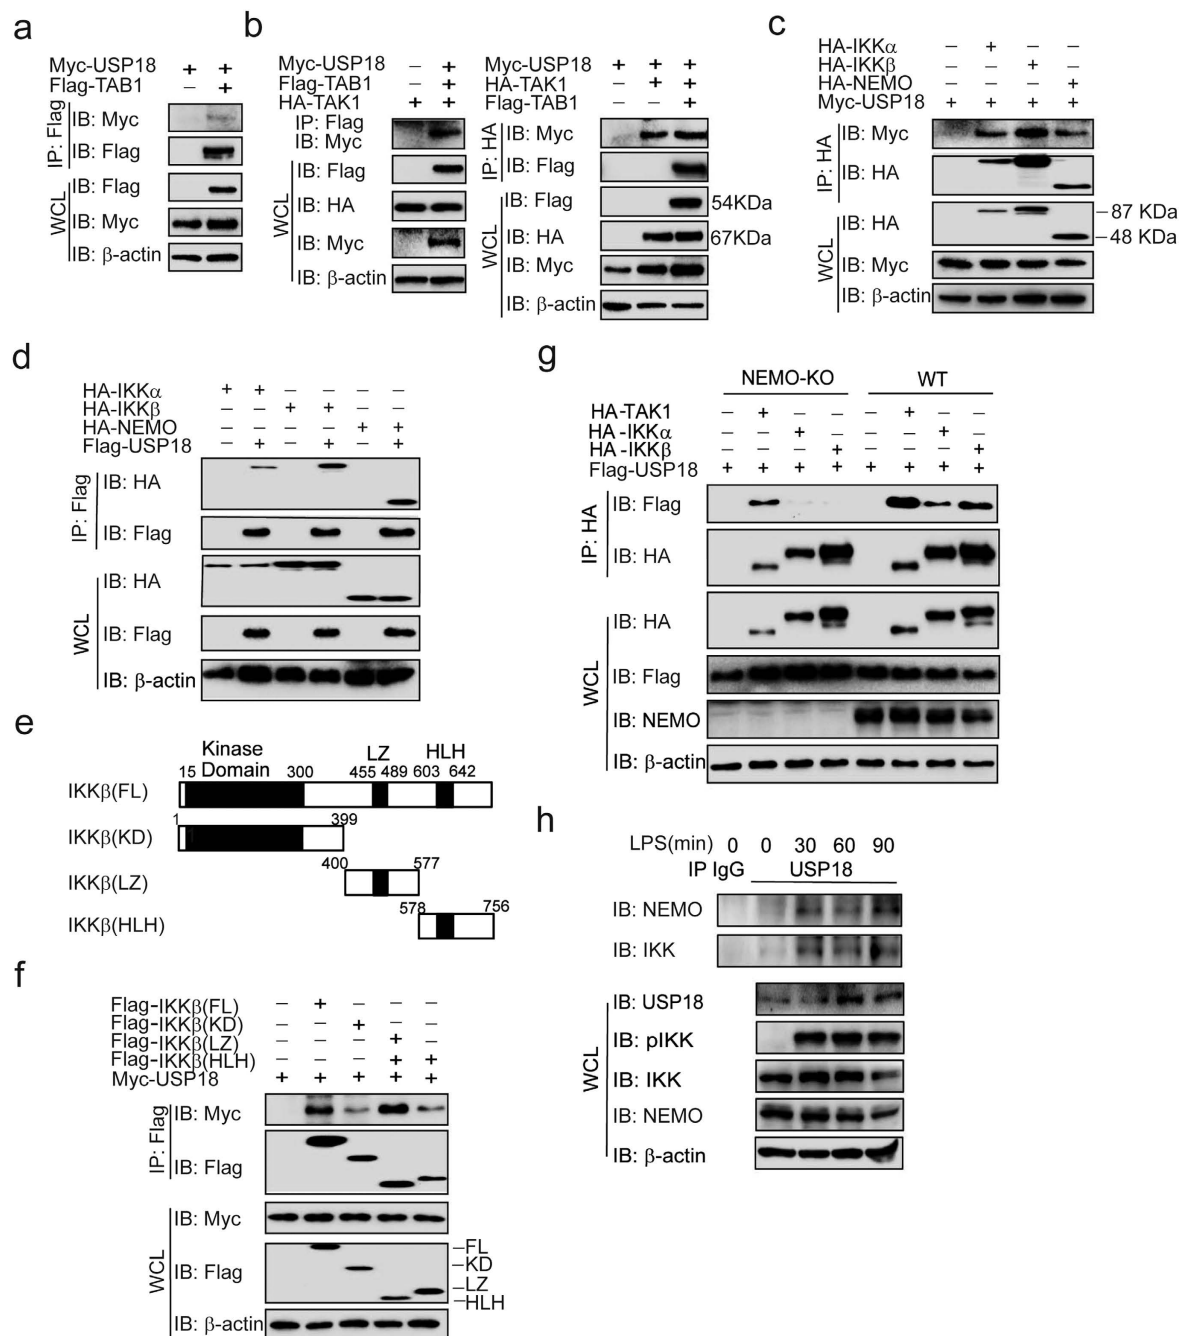 a
Myc-USP18 + +
Flag-TAB1 – +
IP: Flag
IB: Myc
IB: Flag
WCL
IB: Flag
IB: Myc
IB: β-actin
b
Myc-USP18 – +
Flag-TAB1 – +
HA-TAK1 + +
IP: Flag
IB: Myc
WCL
IB: Flag
IB: HA
IB: Myc
IB: β-actin
Myc-USP18 + + +
HA-TAK1 – + +
Flag-TAB1 – – +
IP: HA
IB: Myc
IB: Flag
WCL
IB: Flag 54KDa
IB: HA 67KDa
IB: Myc
IB: β-actin
c
HA-IKKα – + – –
HA-IKKβ – – + –
HA-NEMO – – – +
Myc-USP18 + + + +
IP: HA
IB: Myc
IB: HA
WCL
IB: HA –87 KDa
–48 KDa
IB: Myc
IB: β-actin
d
HA-IKKα + + – – – –
HA-IKKβ – – + + – –
HA-NEMO – – – – + +
Flag-USP18 – + – + – +
IP: Flag
IB: HA
IB: Flag
WCL
IB: HA
IB: Flag
IB: β-actin
e
Kinase Domain LZ HLH
15 300 455 489 603 642
IKKβ(FL)
1 399
IKKβ(KD)
400 577
IKKβ(LZ)
578 756
IKKβ(HLH)
f
Flag-IKKβ(FL) – + – – –
Flag-IKKβ(KD) – – + – –
Flag-IKKβ(LZ) – – – + –
Flag-IKKβ(HLH) – – – + +
Myc-USP18 + + + + +
IP: Flag
IB: Myc
IB: Flag
WCL
IB: Myc
IB: Flag
–FL
–KD
–LZ
–HLH
IB: β-actin
g
NEMO-KO WT
HA-TAK1 – + – – – + – –
HA-IKKα – – + – – – + –
HA-IKKβ – – – + – – – +
Flag-USP18 + + + + + + + +
IP: HA
IB: Flag
IB: HA
WCL
IB: HA
IB: Flag
IB: NEMO
IB: β-actin
h
LPS(min) 0 0 30 60 90
IP IgG USP18
IB: NEMO
IB: IKK
WCL
IB: USP18
IB: pIKK
IB: IKK
IB: NEMO
IB: β-actin